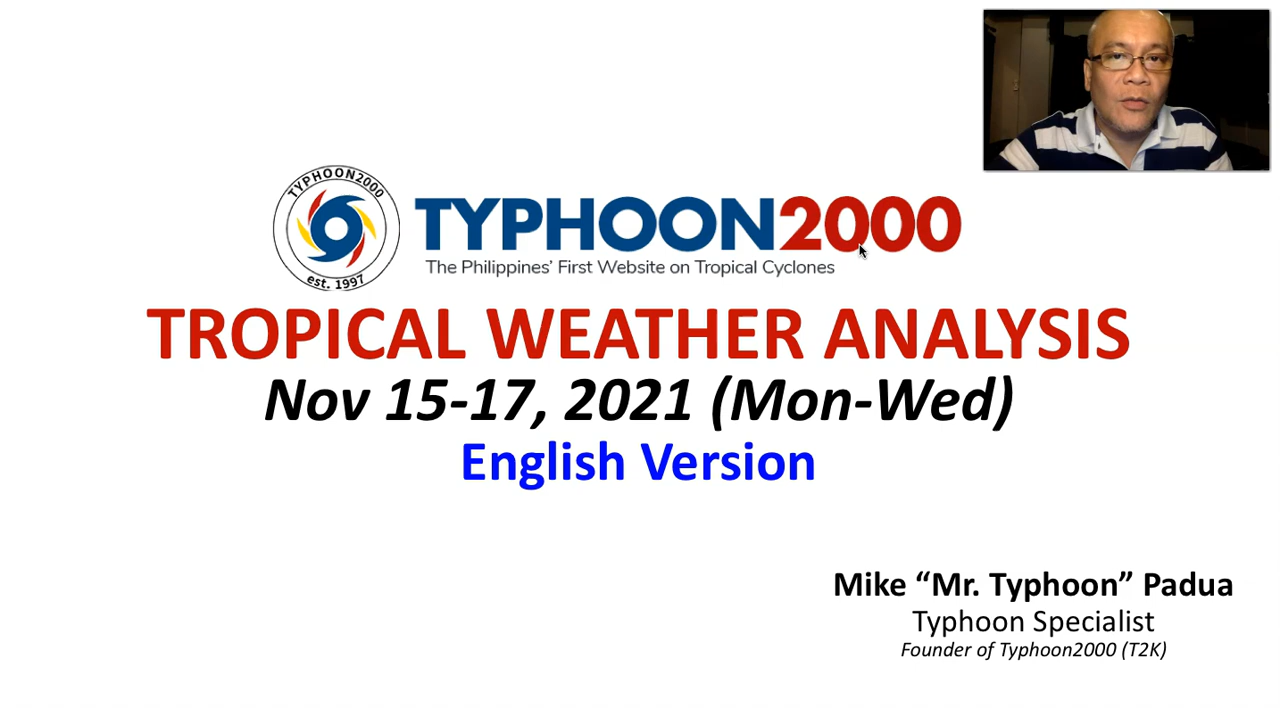 TYPHOON2000
est. 1997
TYPHOON2000
The Philippines' First Website on Tropical Cyclones
TROPICAL WEATHER ANALYSIS
Nov 15-17, 2021 (Mon-Wed)
English Version
Mike “Mr. Typhoon” Padua
Typhoon Specialist
Founder of Typhoon2000 (T2K)